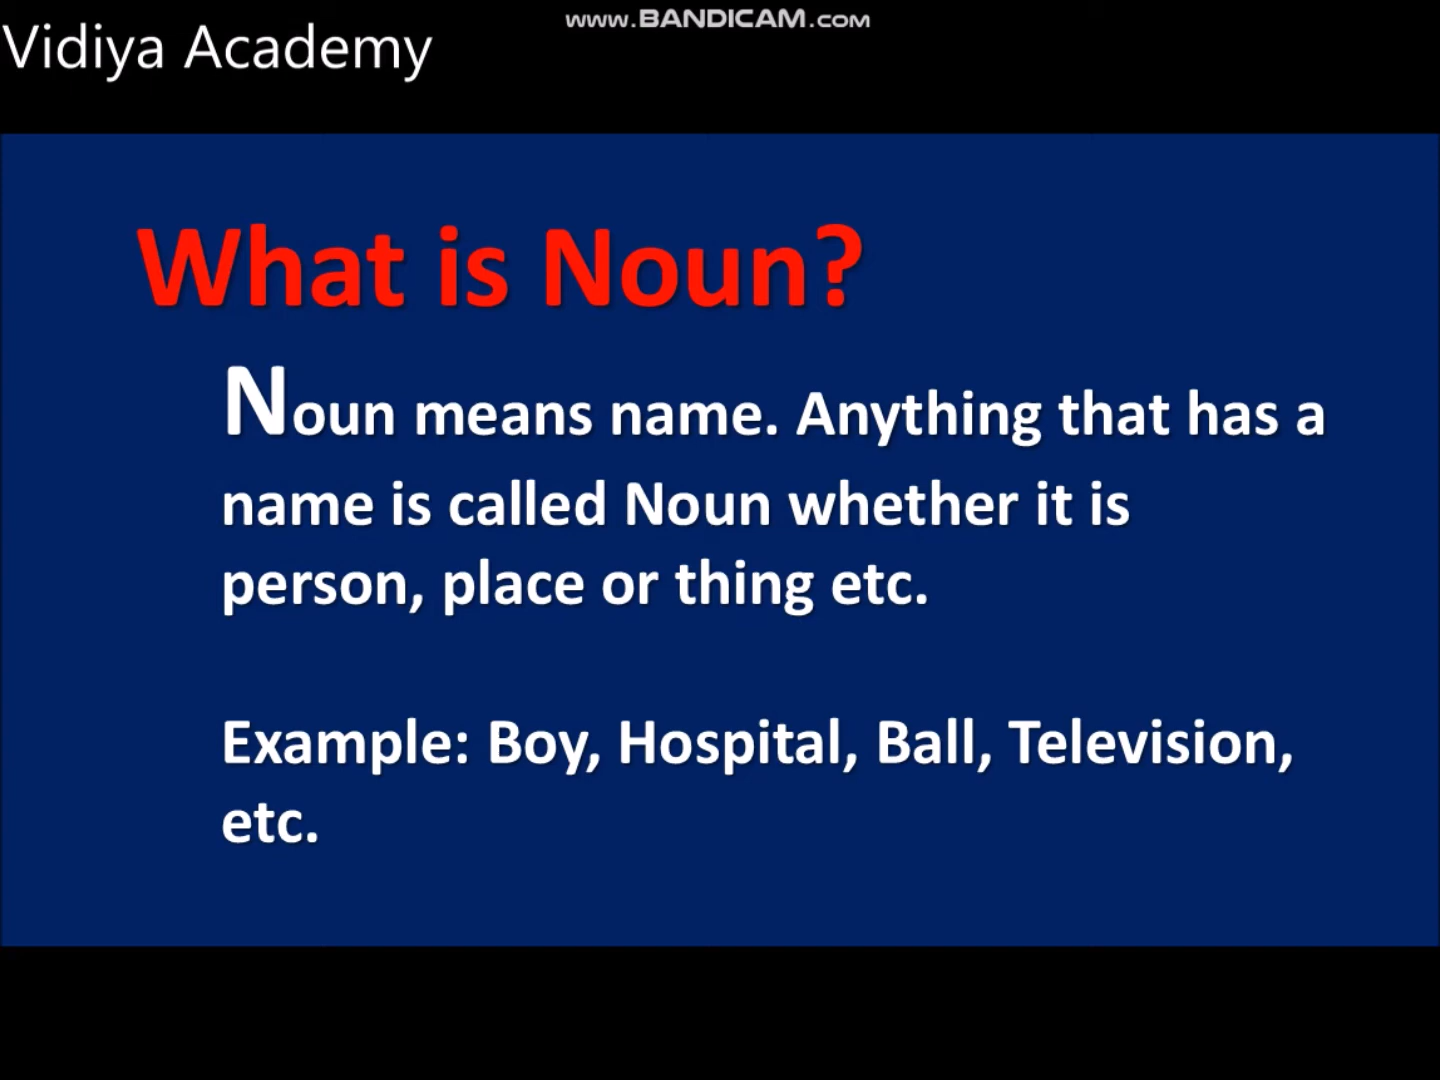 www.BANDICAM.com
Vidiya Academy
What is Noun?
Noun means name. Anything that has a
name is called Noun whether it is
person, place or thing etc.
Example: Boy, Hospital, Ball, Television,
etc.